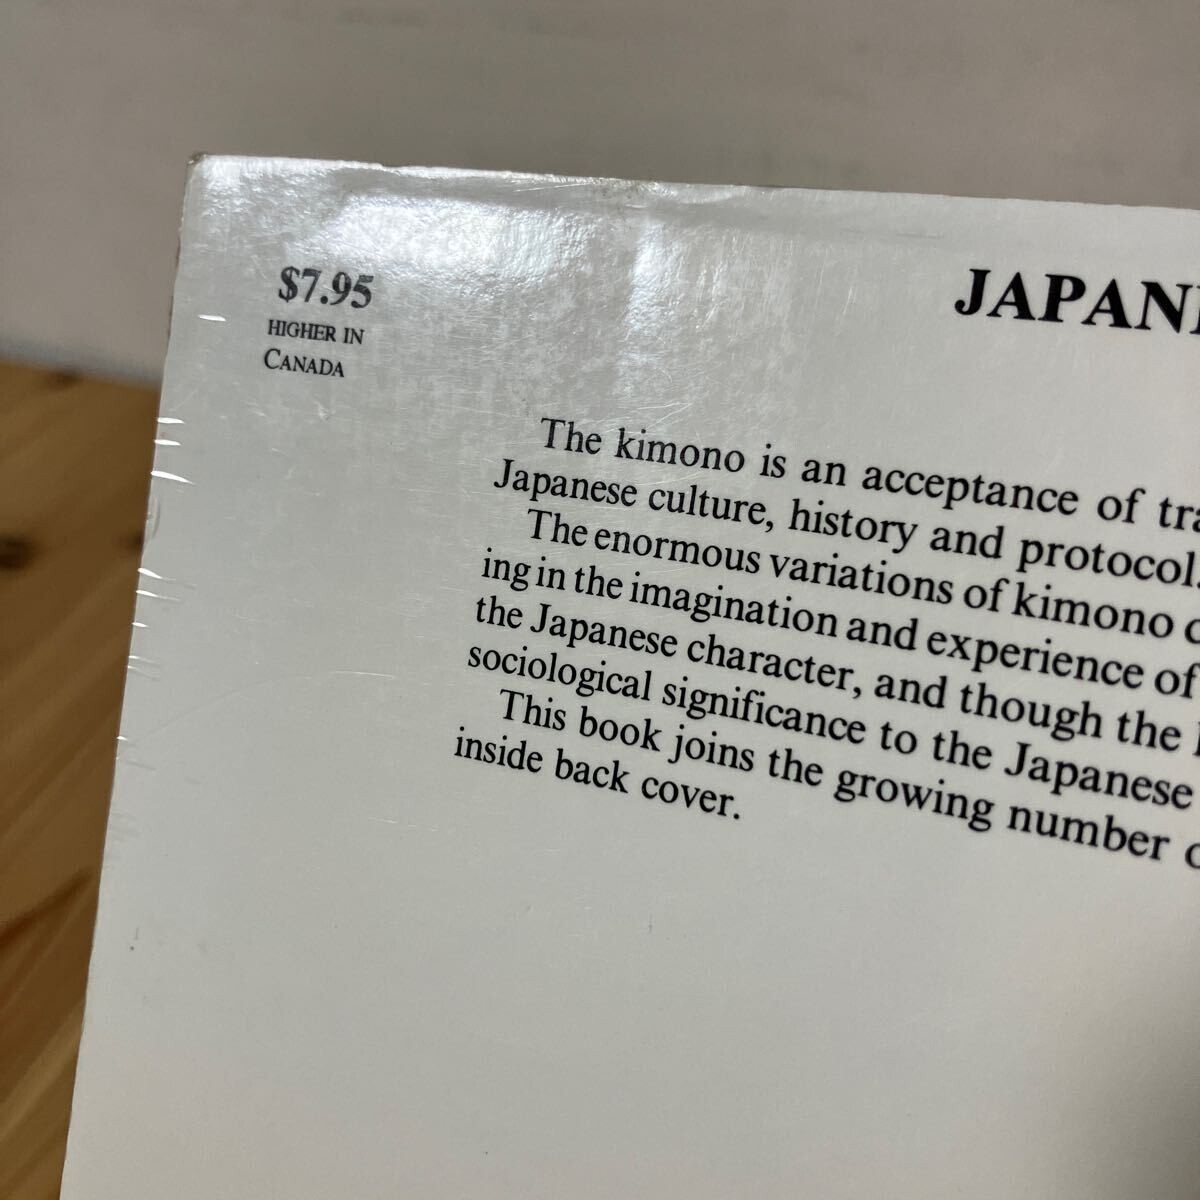 $7.95
HIGHER IN
CANADA
The kimono is an acceptance of
Japanese culture, history and protocol.
The enormous variations of kimono
ing in the imagination and experience of
the Japanese character, and though the
sociological significance to the Japanese
This book joins the growing number
inside back cover.